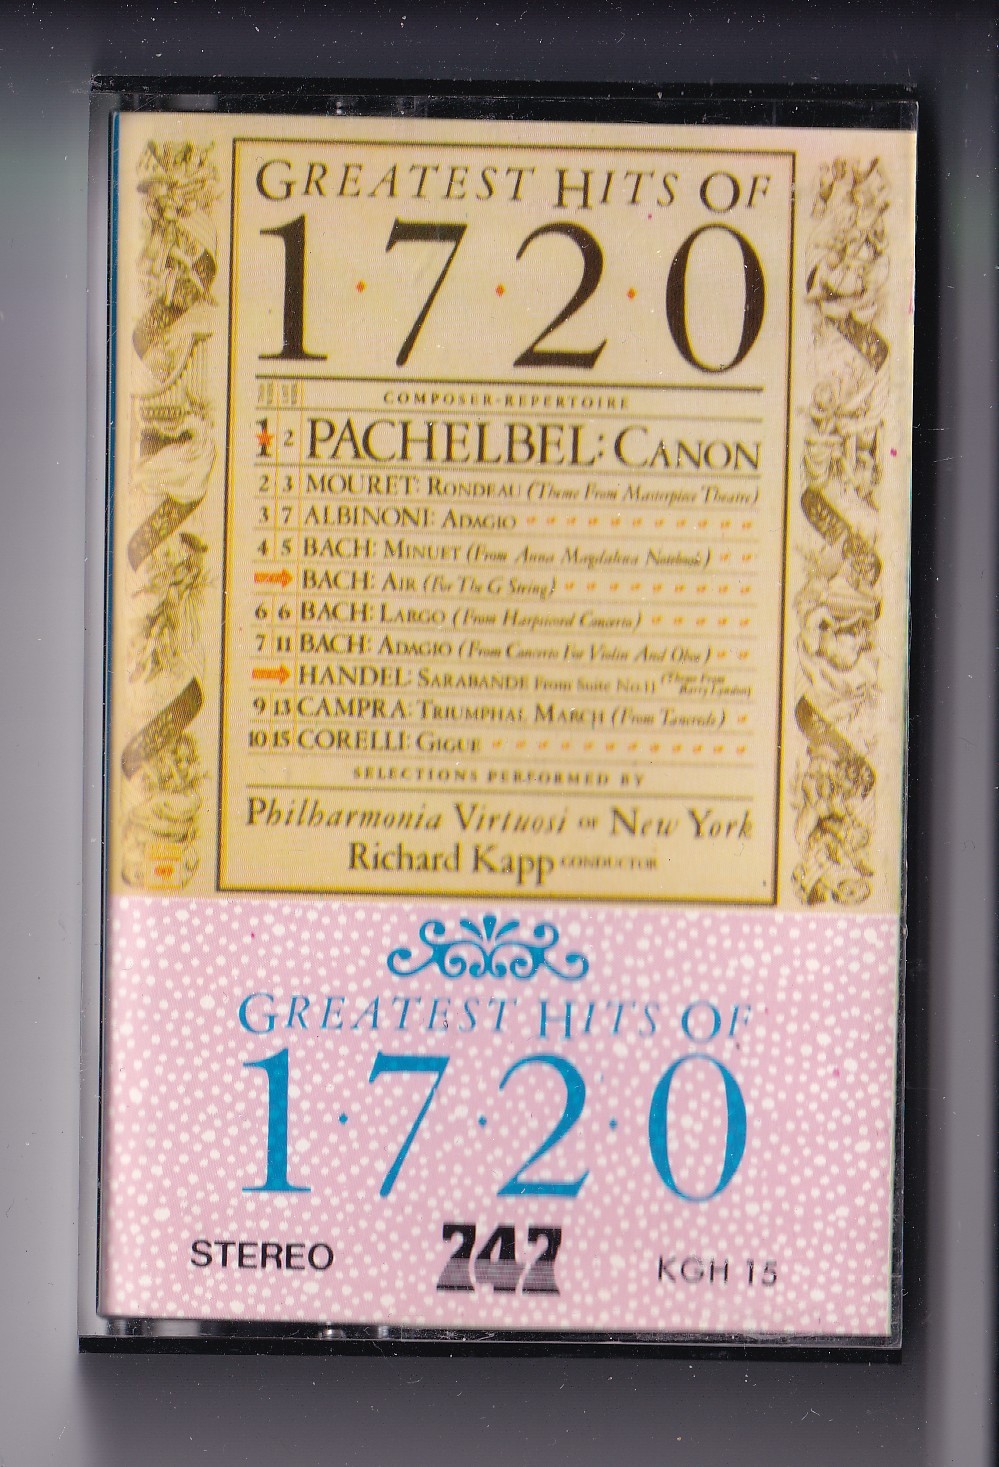 GREATEST HITS OF
1·7·2·0
COMPOSER-REPERTOIRE
1 2 PACHELBEL: CANON
2 3 MOURET: RONDEAU (Theme From Masterpiece Theatre)
3 7 ALBINONI: ADAGIO
4 5 BACH: MINUET (From Anna Magdalena Notebook)
BACH: AIR (For The G String)
6 6 BACH: LARGO (From Harpsicord Concerto)
7 11 BACH: ADAGIO (From Concerto For Violin And Oboe)
HANDEL: SARABANDE From Suite No.11 (Theme From Barry Lyndon)
9 13 CAMPRA: TRIUMPHAL MARCH (From Tancrede)
10 15 CORELLI: GIGUE
SELECTIONS PERFORMED BY
Philharmonia Virtuosi OF New York
Richard Kapp CONDUCTOR
GREATEST HITS OF
1·7·2·0
STEREO 747 KGH 15